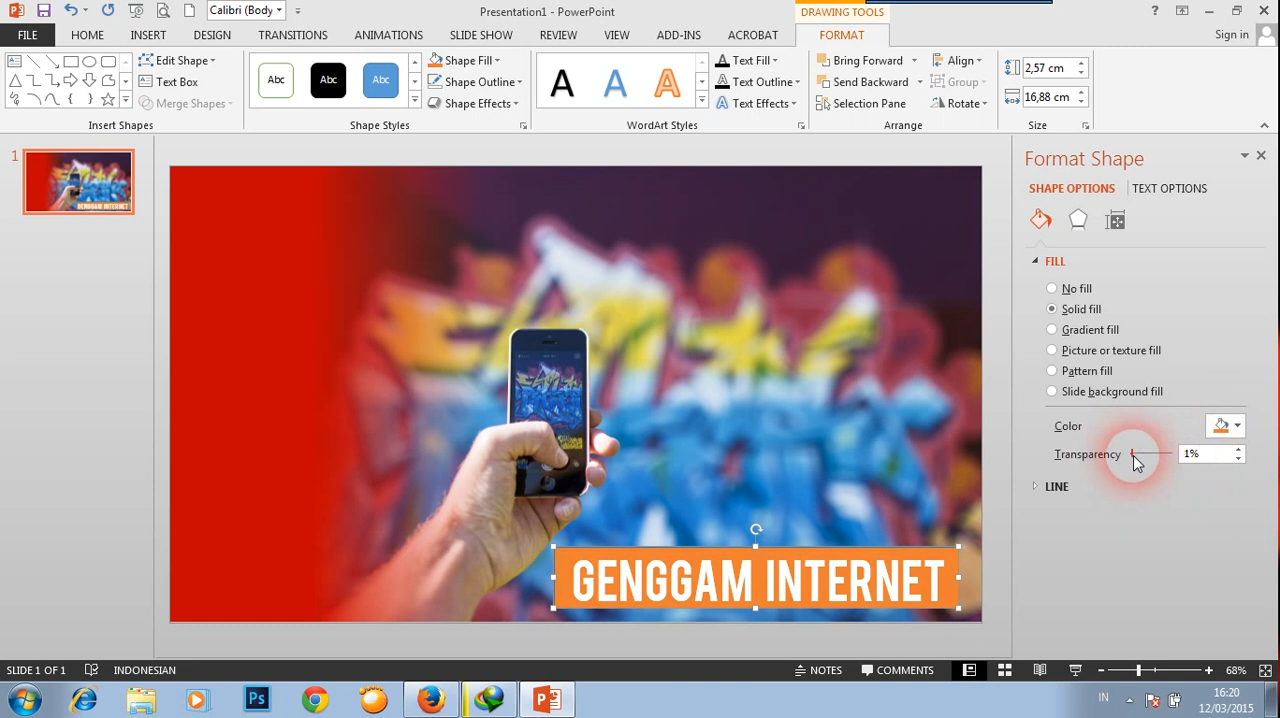 Calibri (Body
Presentation1 - PowerPoint
DRAWING TOOLS
?
FILE
HOME
INSERT
DESIGN
TRANSITIONS
ANIMATIONS
SLIDE SHOW
REVIEW
VIEW
ADD-INS
ACROBAT
FORMAT
Sign in
Edit Shape
Text Box
Merge Shapes
Insert Shapes
Abc
Abc
Abc
Shape Fill
Shape Outline
Shape Effects
Shape Styles
A
A
A
Text Fill
Text Outline
Text Effects
WordArt Styles
Bring Forward
Send Backward
Selection Pane
Align
Group
Rotate
Arrange
2,57 cm
16,88 cm
Size
1
GENGGAM INTERNET
GENGGAM INTERNET
Format Shape
SHAPE OPTIONS
TEXT OPTIONS
FILL
No fill
Solid fill
Gradient fill
Picture or texture fill
Pattern fill
Slide background fill
Color
Transparency
1%
LINE
SLIDE 1 OF 1
INDONESIAN
NOTES
COMMENTS
68%
Ps
IN
16:20
12/03/2015